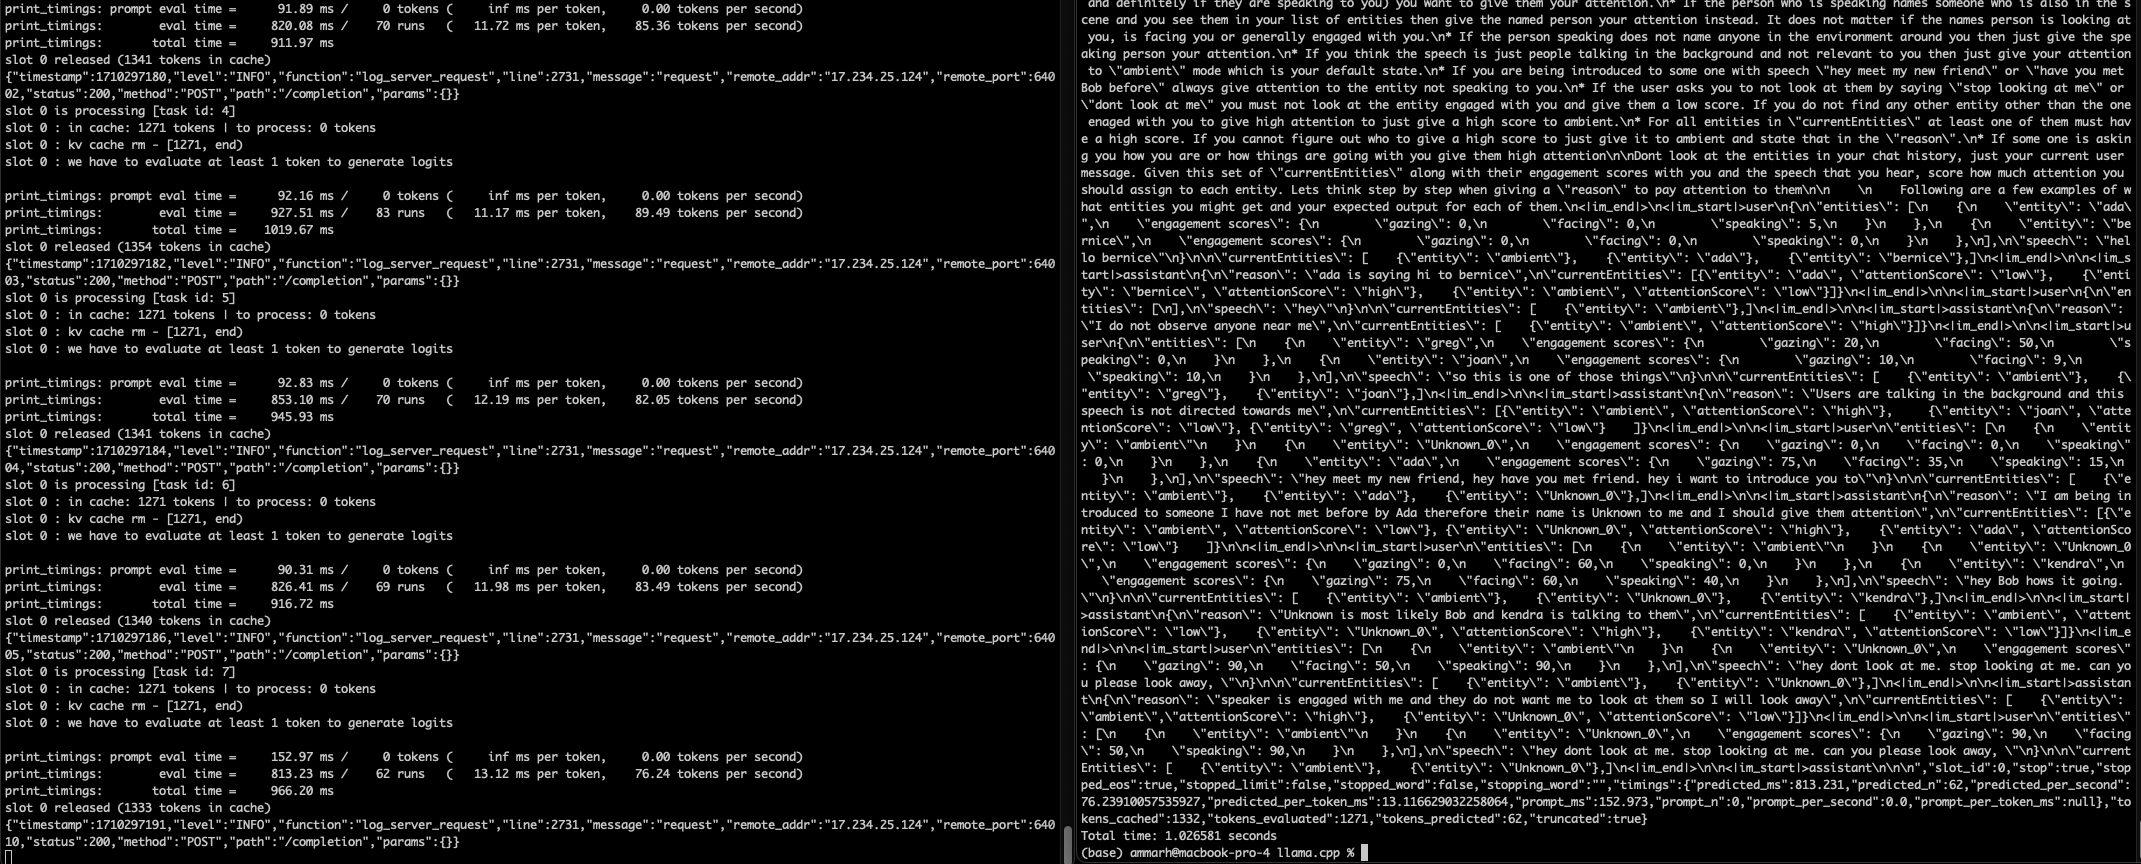 print_timings: prompt eval time =      91.89 ms /     0 tokens (     inf ms per token,     0.00 tokens per second)
print_timings:        eval time =     820.08 ms /    70 runs   (   11.72 ms per token,    85.36 tokens per second)
print_timings:       total time =     911.97 ms
slot 0 released (1341 tokens in cache)
{"timestamp":1710297180,"level":"INFO","function":"log_server_request","line":2731,"message":"request","remote_addr":"17.234.25.124","remote_port":640
02,"status":200,"method":"POST","path":"/completion","params":{}}
slot 0 is processing [task id: 4]
slot 0 : in cache: 1271 tokens | to process: 0 tokens
slot 0 : kv cache rm - [1271, end)
slot 0 : we have to evaluate at least 1 token to generate logits

print_timings: prompt eval time =      92.16 ms /     0 tokens (     inf ms per token,     0.00 tokens per second)
print_timings:        eval time =     927.51 ms /    83 runs   (   11.17 ms per token,    89.49 tokens per second)
print_timings:       total time =    1019.67 ms
slot 0 released (1354 tokens in cache)
{"timestamp":1710297182,"level":"INFO","function":"log_server_request","line":2731,"message":"request","remote_addr":"17.234.25.124","remote_port":640
03,"status":200,"method":"POST","path":"/completion","params":{}}
slot 0 is processing [task id: 5]
slot 0 : in cache: 1271 tokens | to process: 0 tokens
slot 0 : kv cache rm - [1271, end)
slot 0 : we have to evaluate at least 1 token to generate logits

print_timings: prompt eval time =      92.83 ms /     0 tokens (     inf ms per token,     0.00 tokens per second)
print_timings:        eval time =     853.10 ms /    70 runs   (   12.19 ms per token,    82.05 tokens per second)
print_timings:       total time =     945.93 ms
slot 0 released (1341 tokens in cache)
{"timestamp":1710297184,"level":"INFO","function":"log_server_request","line":2731,"message":"request","remote_addr":"17.234.25.124","remote_port":640
04,"status":200,"method":"POST","path":"/completion","params":{}}
slot 0 is processing [task id: 6]
slot 0 : in cache: 1271 tokens | to process: 0 tokens
slot 0 : kv cache rm - [1271, end)
slot 0 : we have to evaluate at least 1 token to generate logits

print_timings: prompt eval time =      90.31 ms /     0 tokens (     inf ms per token,     0.00 tokens per second)
print_timings:        eval time =     826.41 ms /    69 runs   (   11.98 ms per token,    83.49 tokens per second)
print_timings:       total time =     916.72 ms
slot 0 released (1340 tokens in cache)
{"timestamp":1710297186,"level":"INFO","function":"log_server_request","line":2731,"message":"request","remote_addr":"17.234.25.124","remote_port":640
05,"status":200,"method":"POST","path":"/completion","params":{}}
slot 0 is processing [task id: 7]
slot 0 : in cache: 1271 tokens | to process: 0 tokens
slot 0 : kv cache rm - [1271, end)
slot 0 : we have to evaluate at least 1 token to generate logits

print_timings: prompt eval time =     152.97 ms /     0 tokens (     inf ms per token,     0.00 tokens per second)
print_timings:        eval time =     813.23 ms /    62 runs   (   13.12 ms per token,    76.24 tokens per second)
print_timings:       total time =     966.20 ms
slot 0 released (1333 tokens in cache)
{"timestamp":1710297191,"level":"INFO","function":"log_server_request","line":2731,"message":"request","remote_addr":"17.234.25.124","remote_port":640
10,"status":200,"method":"POST","path":"/completion","params":{}}
and definitely if they are speaking to you) you want to give them your attention.\n* If the person who is speaking names someone who is also in the s
cene and you see them in your list of entities then give the named person your attention instead. It does not matter if the names person is looking at
 you, is facing you or generally engaged with you.\n* If the person speaking does not name anyone in the environment around you then just give the spe
aking person your attention.\n* If you think the speech is just people talking in the background and not relevant to you then just give your attention
 to \"ambient\" mode which is your default state.\n* If you are being introduced to some one with speech \"hey meet my new friend\" or \"have you met
Bob before\" always give attention to the entity not speaking to you.\n* If the user asks you to not look at them by saying \"stop looking at me\" or
\"dont look at me\" you must not look at the entity engaged with you and give them a low score. If you do not find any other entity other than the one
 enaged with you to give high attention to just give a high score to ambient.\n* For all entities in \"currentEntities\" at least one of them must hav
e a high score. If you cannot figure out who to give a high score to just give it to ambient and state that in the \"reason\".\n* If some one is askin
g you how you are or how things are going with you give them high attention\n\nDont look at the entities in your chat history, just your current user
message. Given this set of \"currentEntities\" along with their engagement scores with you and the speech that you hear, score how much attention you
should assign to each entity. Lets think step by step when giving a \"reason\" to pay attention to them\n\n    \n    Following are a few examples of w
hat entities you might get and your expected output for each of them.\n<|im_end|>\n<|im_start|>user\n{\n\"entities\": [\n    {\n    \"entity\": \"ada\
",\n    \"engagement scores\": {\n        \"gazing\": 0,\n        \"facing\": 0,\n        \"speaking\": 5,\n    }\n    },\n    {\n    \"entity\": \"be
rnice\",\n    \"engagement scores\": {\n        \"gazing\": 0,\n        \"facing\": 0,\n        \"speaking\": 0,\n    }\n    },\n],\n\"speech\": \"hel
lo bernice\"\n}\n\n\"currentEntities\": [    {\"entity\": \"ambient\"},    {\"entity\": \"ada\"},    {\"entity\": \"bernice\"},]\n<|im_end|>\n\n<|im_s
tart|>assistant\n{\n\"reason\": \"ada is saying hi to bernice\",\n\"currentEntities\": [{\"entity\": \"ada\", \"attentionScore\": \"low\"},    {\"enti
ty\": \"bernice\", \"attentionScore\": \"high\"},    {\"entity\": \"ambient\", \"attentionScore\": \"low\"}]}\n<|im_end|>\n\n<|im_start|>user\n{\n\"en
tities\": [\n],\n\"speech\": \"hey\"\n}\n\n\"currentEntities\": [    {\"entity\": \"ambient\"},]\n<|im_end|>\n\n<|im_start|>assistant\n{\n\"reason\":
\"I do not observe anyone near me\",\n\"currentEntities\": [    {\"entity\": \"ambient\", \"attentionScore\": \"high\"}]}\n<|im_end|>\n\n<|im_start|>u
ser\n{\n\"entities\": [\n    {\n    \"entity\": \"greg\",\n    \"engagement scores\": {\n        \"gazing\": 20,\n        \"facing\": 50,\n        \"s
peaking\": 0,\n    }\n    },\n    {\n    \"entity\": \"joan\",\n    \"engagement scores\": {\n        \"gazing\": 10,\n        \"facing\": 9,\n
 \"speaking\": 10,\n    }\n    },\n],\n\"speech\": \"so this is one of those things\"\n}\n\n\"currentEntities\": [    {\"entity\": \"ambient\"},    {\
"entity\": \"greg\"},    {\"entity\": \"joan\"},]\n<|im_end|>\n\n<|im_start|>assistant\n{\n\"reason\": \"Users are talking in the background and this
speech is not directed towards me\",\n\"currentEntities\": [{\"entity\": \"ambient\", \"attentionScore\": \"high\"},    {\"entity\": \"joan\", \"atte
ntionScore\": \"low\"}, {\"entity\": \"greg\", \"attentionScore\": \"low\"}    ]}\n<|im_end|>\n\n<|im_start|>user\n\"entities\": [\n    {\n    \"entit
y\": \"ambient\"\n    }\n    {\n    \"entity\": \"Unknown_0\",\n    \"engagement scores\": {\n    \"gazing\": 0,\n    \"facing\": 0,\n    \"speaking\"
: 0,\n    }\n    },\n    {\n    \"entity\": \"ada\",\n    \"engagement scores\": {\n    \"gazing\": 75,\n    \"facing\": 35,\n    \"speaking\": 15,\n
   }\n    },\n],\n\"speech\": \"hey meet my new friend, hey have you met friend. hey i want to introduce you to\"\n}\n\n\"currentEntities\": [    {\"e
ntity\": \"ambient\"},    {\"entity\": \"ada\"},    {\"entity\": \"Unknown_0\"},]\n<|im_end|>\n\n<|im_start|>assistant\n{\n\"reason\": \"I am being in
troduced to someone I have not met before by Ada therefore their name is Unknown to me and I should give them attention\",\n\"currentEntities\": [{\"e
ntity\": \"ambient\", \"attentionScore\": \"low\"}, {\"entity\": \"Unknown_0\", \"attentionScore\": \"high\"},    {\"entity\": \"ada\", \"attentionSco
re\": \"low\"}    ]}\n\n<|im_end|>\n\n<|im_start|>user\n\"entities\": [\n    {\n    \"entity\": \"ambient\"\n    }\n    {\n    \"entity\": \"Unknown_0
\",\n    \"engagement scores\": {\n    \"gazing\": 0,\n    \"facing\": 60,\n    \"speaking\": 0,\n    }\n    },\n    {\n    \"entity\": \"kendra\",\n
   \"engagement scores\": {\n    \"gazing\": 75,\n    \"facing\": 60,\n    \"speaking\": 40,\n    }\n    },\n],\n\"speech\": \"hey Bob hows it going.
\"\n}\n\n\"currentEntities\": [    {\"entity\": \"ambient\"},    {\"entity\": \"Unknown_0\"},    {\"entity\": \"kendra\"},]\n<|im_end|>\n\n<|im_start|
>assistant\n{\n\"reason\": \"Unknown is most likely Bob and kendra is talking to them\",\n\"currentEntities\": [    {\"entity\": \"ambient\", \"attent
ionScore\": \"low\"},    {\"entity\": \"Unknown_0\", \"attentionScore\": \"high\"},    {\"entity\": \"kendra\", \"attentionScore\": \"low\"}]}\n<|im_e
nd|>\n\n<|im_start|>user\n\"entities\": [\n    {\n    \"entity\": \"ambient\"\n    }\n    {\n    \"entity\": \"Unknown_0\",\n    \"engagement scores\"
: {\n    \"gazing\": 90,\n    \"facing\": 50,\n    \"speaking\": 90,\n    }\n    },\n],\n\"speech\": \"hey dont look at me. stop looking at me. can yo
u please look away, \"\n}\n\n\"currentEntities\": [    {\"entity\": \"ambient\"},    {\"entity\": \"Unknown_0\"},]\n<|im_end|>\n\n<|im_start|>assistan
t\n{\n\"reason\": \"speaker is engaged with me and they do not want me to look at them so I will look away\",\n\"currentEntities\": [    {\"entity\":
\"ambient\",\"attentionScore\": \"high\"},    {\"entity\": \"Unknown_0\", \"attentionScore\": \"low\"}]}\n<|im_end|>\n\n<|im_start|>user\n\"entities\"
: [\n    {\n    \"entity\": \"ambient\"\n    }\n    {\n    \"entity\": \"Unknown_0\",\n    \"engagement scores\": {\n    \"gazing\": 90,\n    \"facing
\": 50,\n    \"speaking\": 90,\n    }\n    },\n],\n\"speech\": \"hey dont look at me. stop looking at me. can you please look away, \"\n}\n\n\"current
Entities\": [    {\"entity\": \"ambient\"},    {\"entity\": \"Unknown_0\"},]\n<|im_end|>\n\n<|im_start|>assistant\n\n\n","slot_id":0,"stop":true,"stop
ped_eos":true,"stopped_limit":false,"stopped_word":false,"stopping_word":"","timings":{"predicted_ms":813.231,"predicted_n":62,"predicted_per_second":
76.23910057535927,"predicted_per_token_ms":13.116629032258064,"prompt_ms":152.973,"prompt_n":0,"prompt_per_second":0.0,"prompt_per_token_ms":null},"to
kens_cached":1332,"tokens_evaluated":1271,"tokens_predicted":62,"truncated":true}
Total time: 1.026581 seconds
(base) ammarh@macbook-pro-4 llama.cpp %